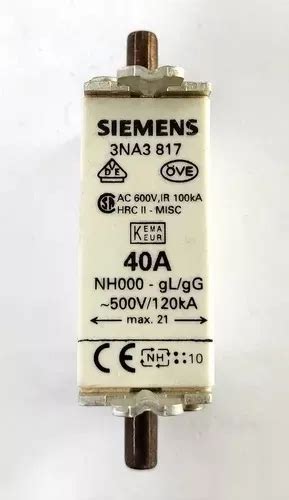 SIEMENS
3NA3 817
VDE
ÖVE
AC 600V,IR 100kA
HRC II - MISC
KEMA
KEUR
40A
NH000 - gL/gG
~500V/120kA
max. 21
CE NH 10